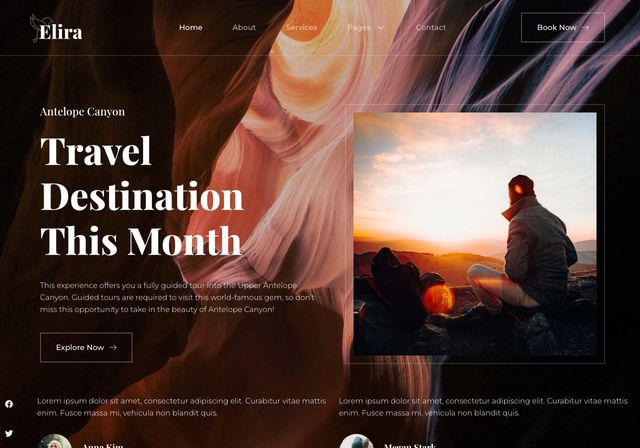 Elira
Home About Services Pages Contact Book Now
Antelope Canyon
Travel
Destination
This Month
This experience offers you a fully guided tour into the Upper Antelope
Canyon. Guided tours are required to visit this world-famous gem, so don't
miss this opportunity to take in the beauty of Antelope Canyon!
Explore Now
Lorem ipsum dolor sit amet, consectetur adipiscing elit. Curabitur vitae mattis
enim. Fusce massa mi, vehicula non blandit quis.
Anna Kim
Lorem ipsum dolor sit amet, consectetur adipiscing elit. Curabitur vitae mattis
enim. Fusce massa mi, vehicula non blandit quis.
Megan Stark